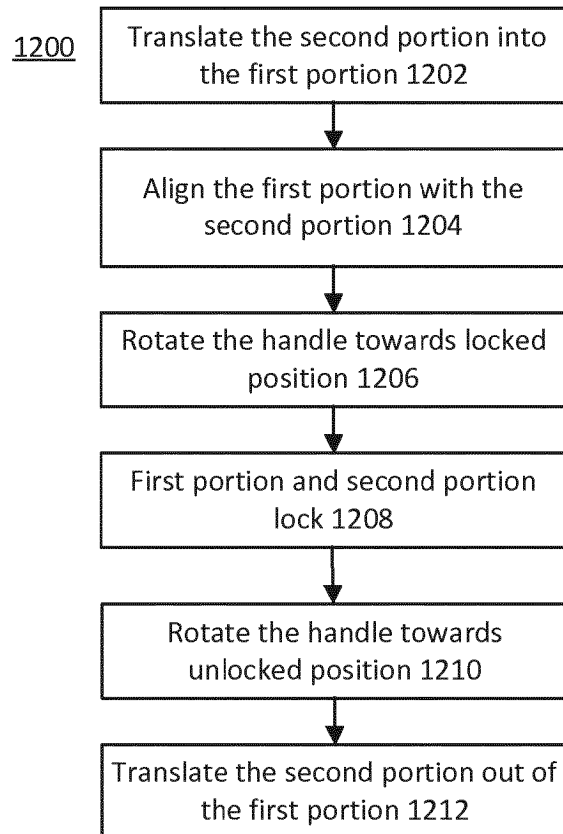 1200
Translate the second portion into
the first portion 1202
Align the first portion with the
second portion 1204
Rotate the handle towards locked
position 1206
First portion and second portion
lock 1208
Rotate the handle towards
unlocked position 1210
Translate the second portion out of
the first portion 1212